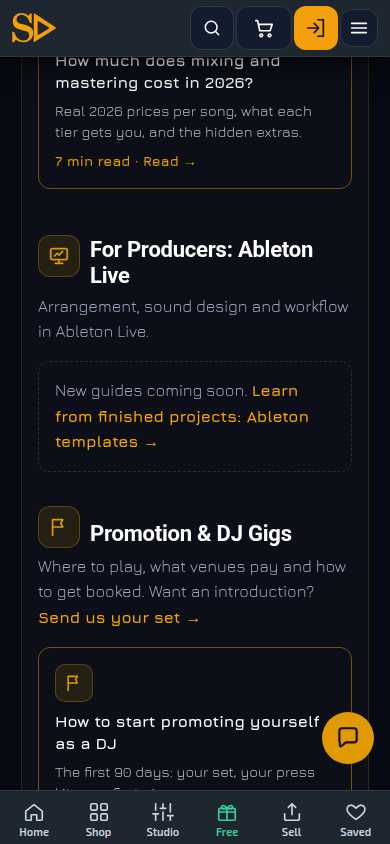 SD
How much does mixing and
mastering cost in 2026?
Real 2026 prices per song, what each
tier gets you, and the hidden extras.
7 min read · Read →
For Producers: Ableton
Live
Arrangement, sound design and workflow
in Ableton Live.
New guides coming soon. Learn
from finished projects: Ableton
templates →
Promotion & DJ Gigs
Where to play, what venues pay and how
to get booked. Want an introduction?
Send us your set →
How to start promoting yourself
as a DJ
The first 90 days: your set, your press
Home Shop Studio Free Sell Saved